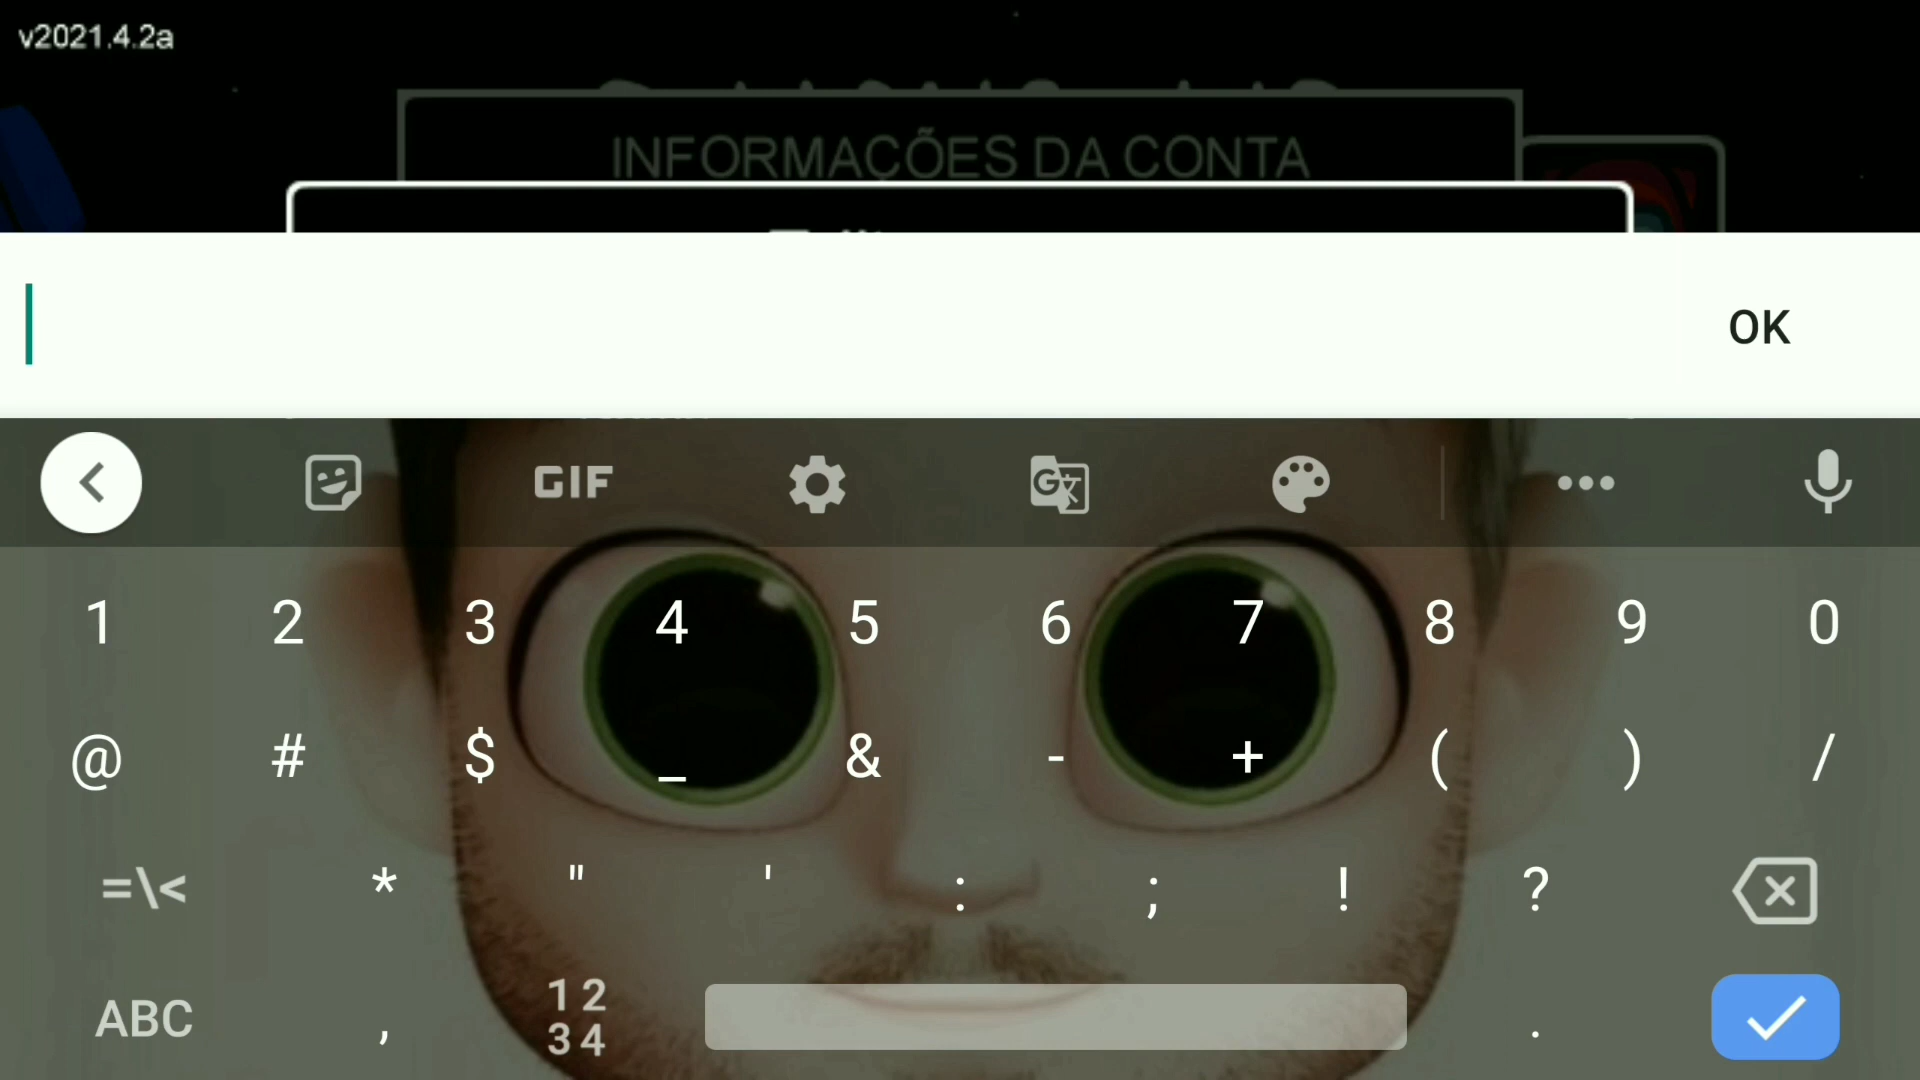 v2021.4.2a
INFORMAÇÕES DA CONTA
OK
GIF
1 2 3 4 5 6 7 8 9 0
@ # $ _ & - + ( ) /
=\< * " ' : ; ! ?
ABC , 12 34 .